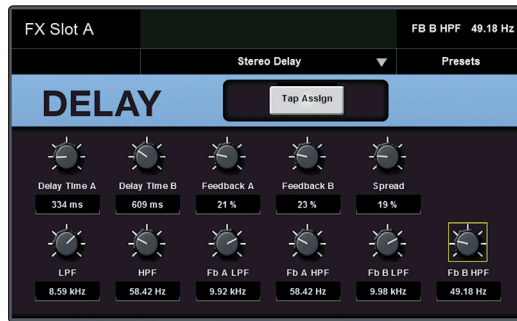 FX Slot A FB B HPF 49.18 Hz
Stereo Delay Presets
DELAY Tap Assign
Delay Time A Delay Time B Feedback A Feedback B Spread
334 ms 609 ms 21 % 23 % 19 %
LPF HPF Fb A LPF Fb A HPF Fb B LPF Fb B HPF
8.59 kHz 58.42 Hz 9.92 kHz 58.42 Hz 9.98 kHz 49.18 Hz